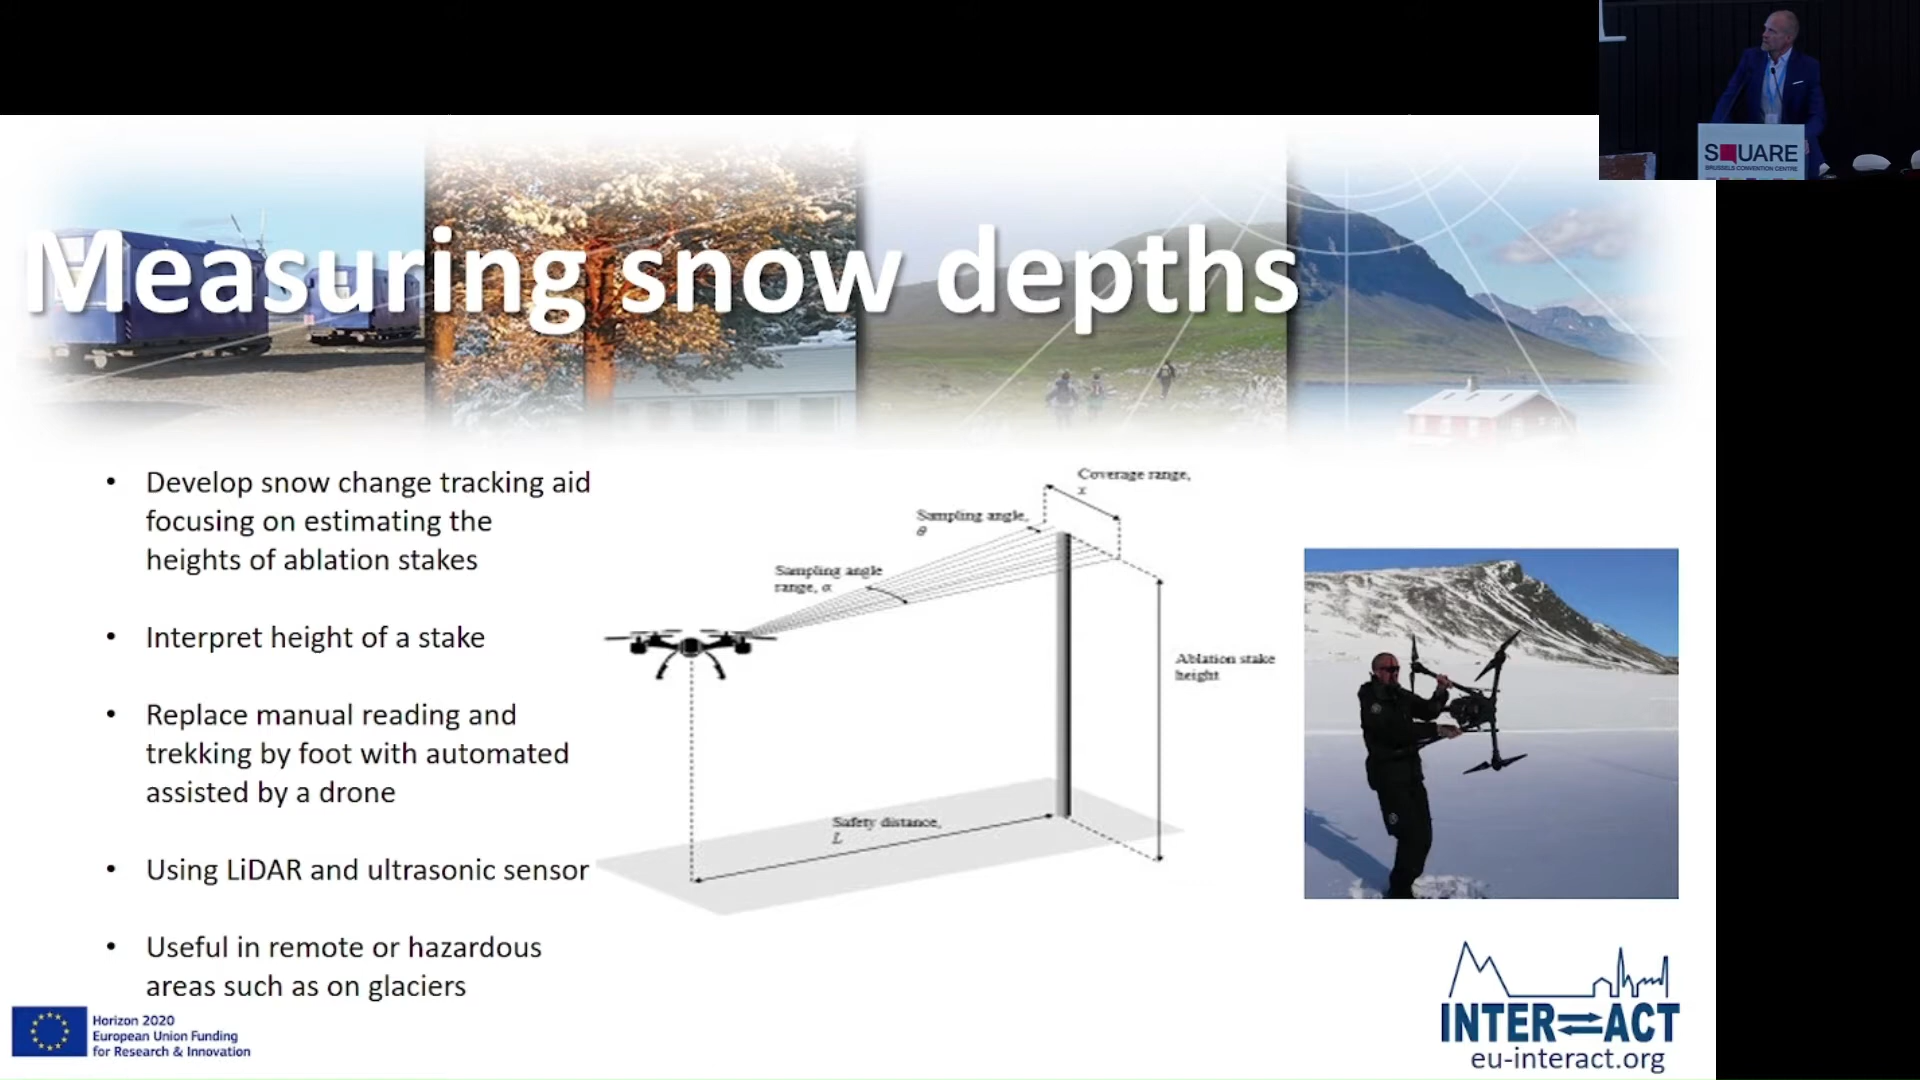 SQUARE
BRUSSELS CONVENTION CENTRE
Measuring snow depths
• Develop snow change tracking aid
focusing on estimating the
heights of ablation stakes
• Interpret height of a stake
• Replace manual reading and
trekking by foot with automated
assisted by a drone
• Using LiDAR and ultrasonic sensor
• Useful in remote or hazardous
areas such as on glaciers
Coverage range,
x
Sampling angle,
θ
Sampling angle
range, α
Ablation stake
height
Safety distance,
L
Horizon 2020
European Union Funding
for Research & Innovation
INTERACT
eu-interact.org